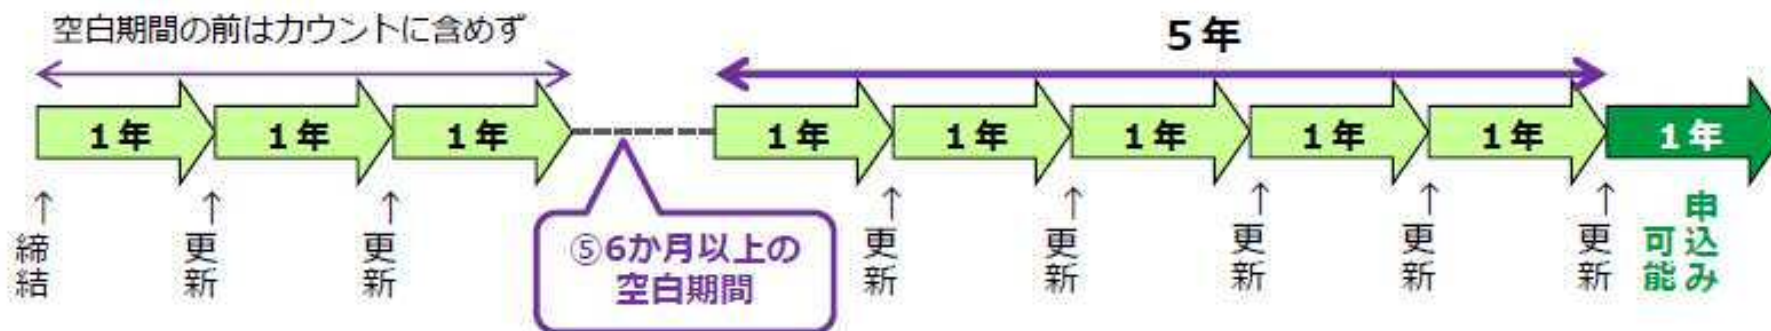 空白期間の前はカウントに含めず
5年
1年
1年
1年
1年
1年
1年
1年
1年
1年
↑締結
↑更新
↑更新
⑤6か月以上の
空白期間
↑更新
↑更新
↑更新
↑更新
↑更新
申込み
可能